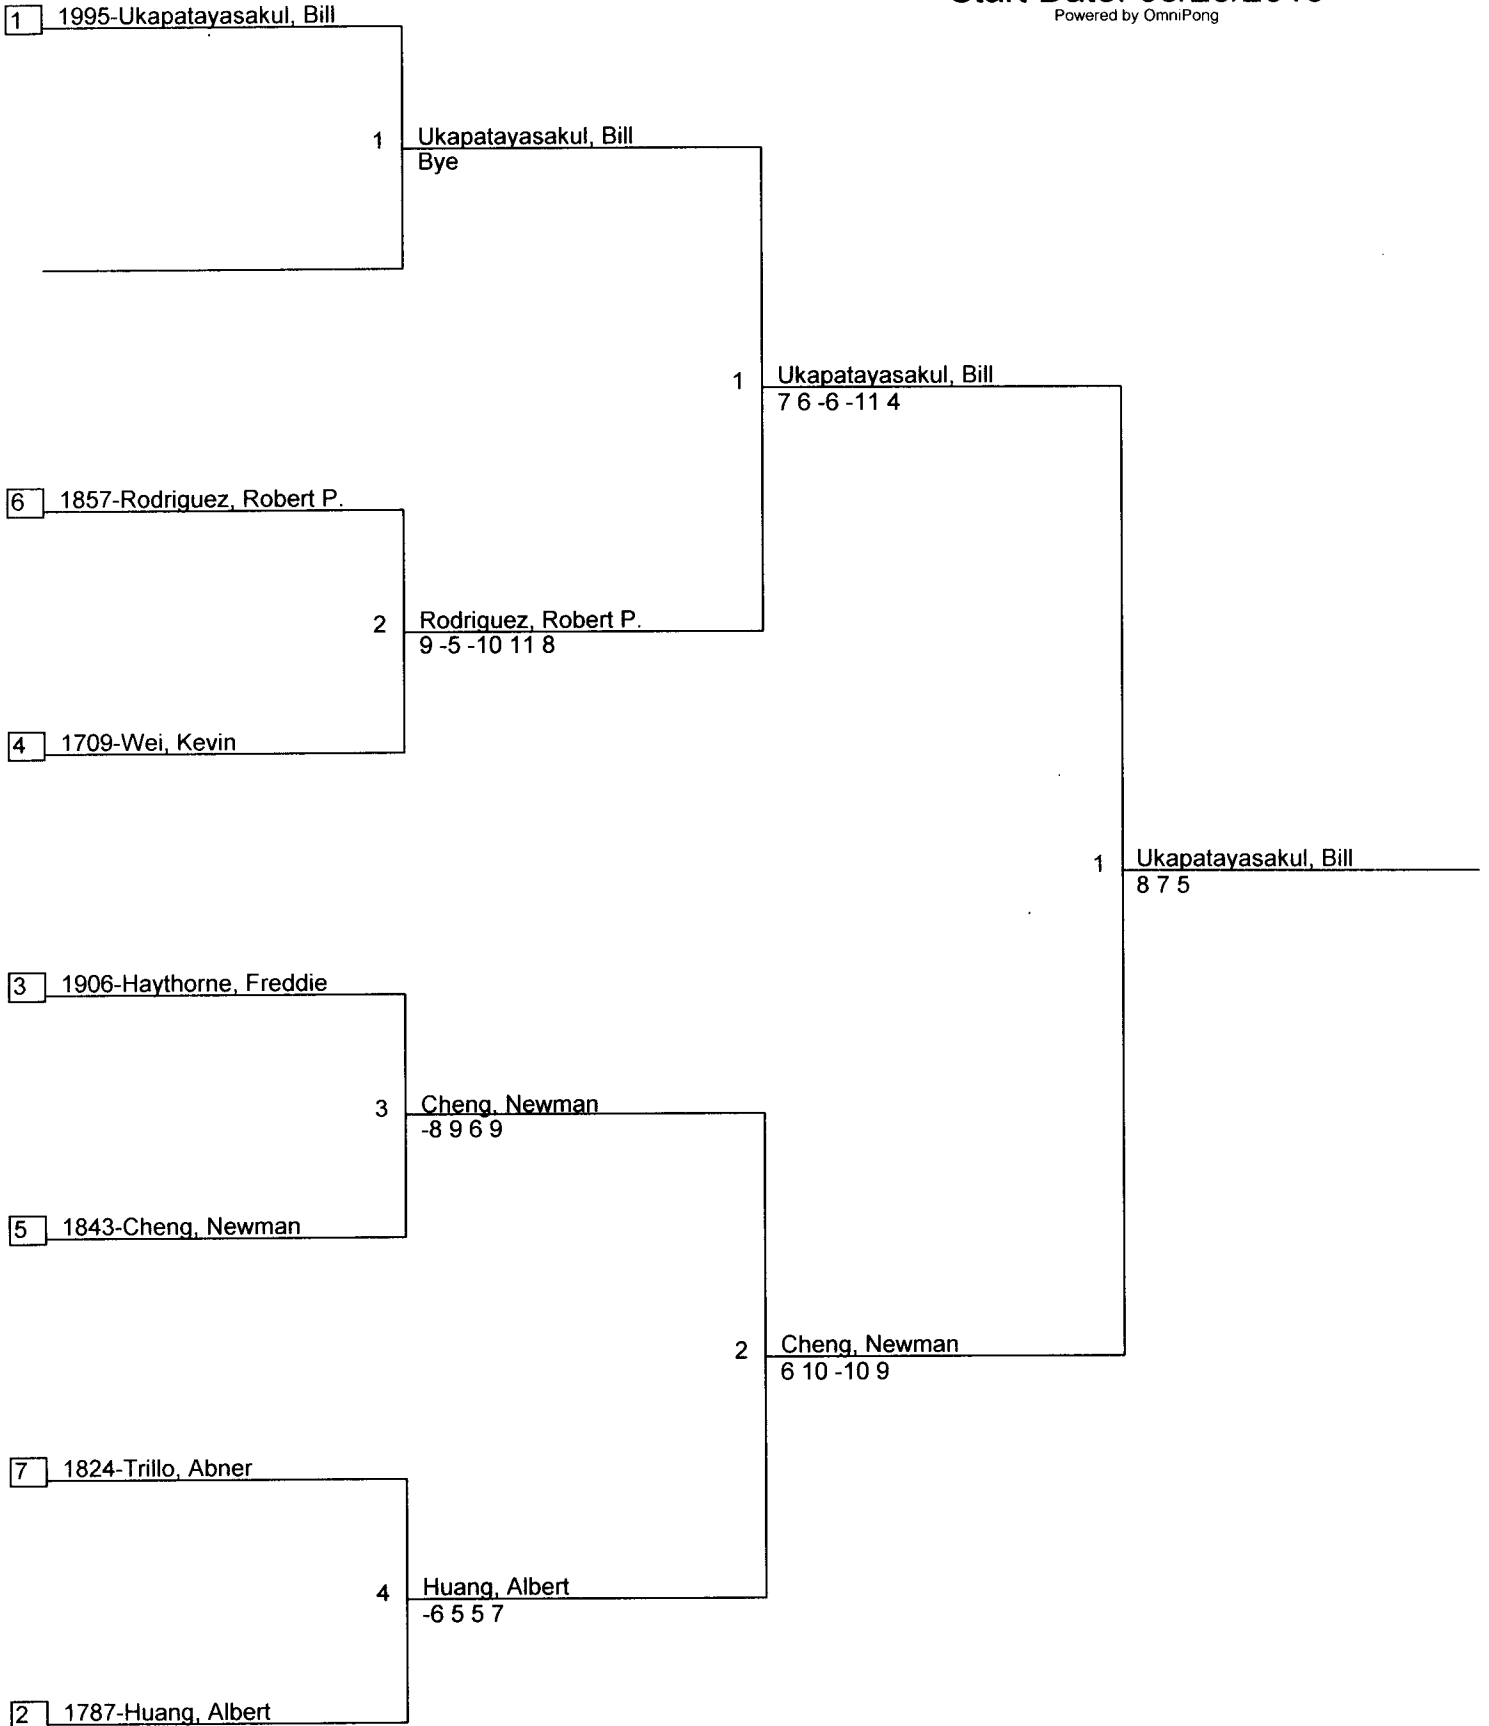 Powered by OmniPong
1 1995-Ukapatayasakul, Bill
1 Ukapatayasakul, Bill
Bye
1 Ukapatayasakul, Bill
7 6 -6 -11 4
6 1857-Rodriguez, Robert P.
2 Rodriguez, Robert P.
9 -5 -10 11 8
4 1709-Wei, Kevin
1 Ukapatayasakul, Bill
8 7 5
3 1906-Haythorne, Freddie
3 Cheng, Newman
-8 9 6 9
5 1843-Cheng, Newman
2 Cheng, Newman
6 10 -10 9
7 1824-Trillo, Abner
4 Huang, Albert
-6 5 5 7
2 1787-Huang, Albert